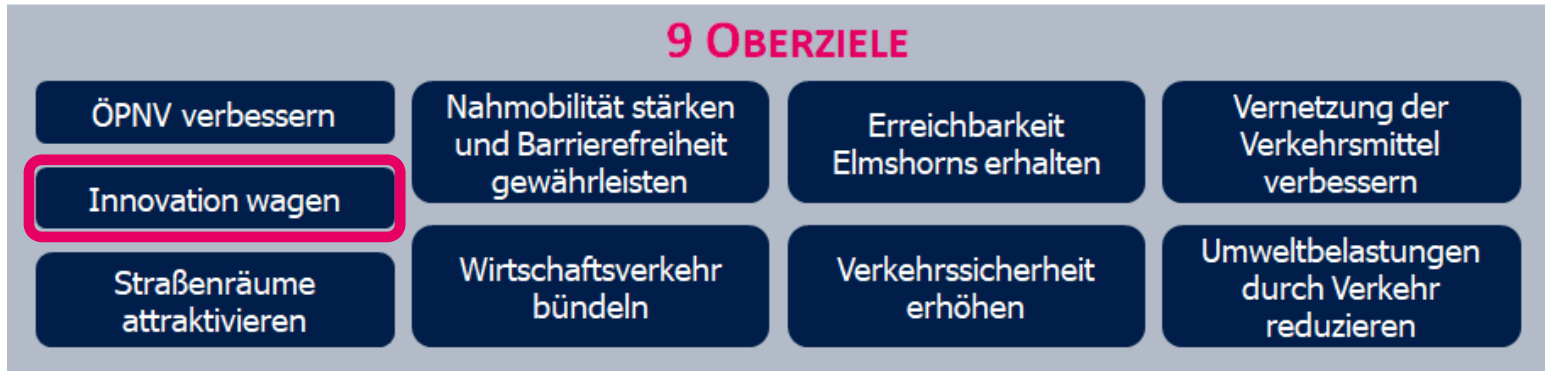 9 OBERZIELE
ÖPNV verbessern
Innovation wagen
Straßenräume
attraktivieren
Nahmobilität stärken
und Barrierefreiheit
gewährleisten
Wirtschaftsverkehr
bündeln
Erreichbarkeit
Elmshorns erhalten
Verkehrssicherheit
erhöhen
Vernetzung der
Verkehrsmittel
verbessern
Umweltbelastungen
durch Verkehr
reduzieren